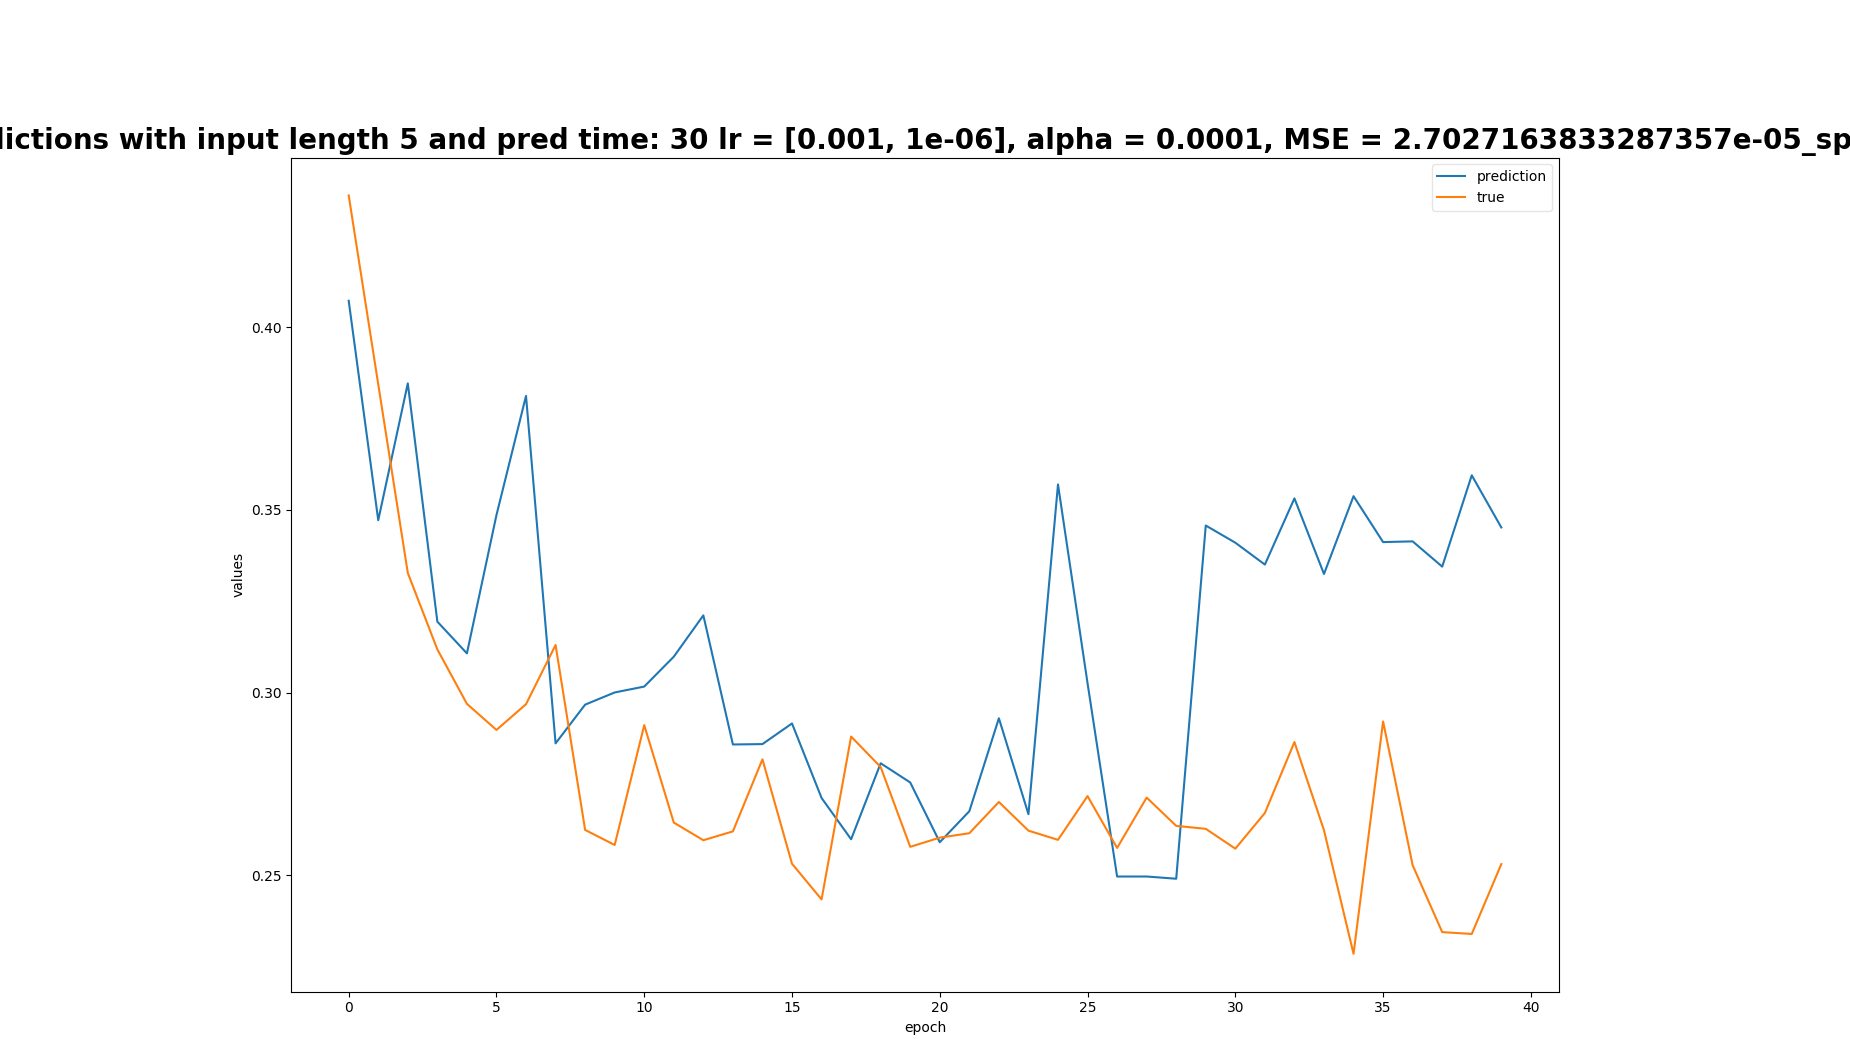 dictions with input length 5 and pred time: 30 lr = [0.001, 1e-06], alpha = 0.0001, MSE = 2.7027163833287357e-05_sp
prediction
true
0.40
0.35
0.30
0.25
values
0 5 10 15 20 25 30 35 40
epoch